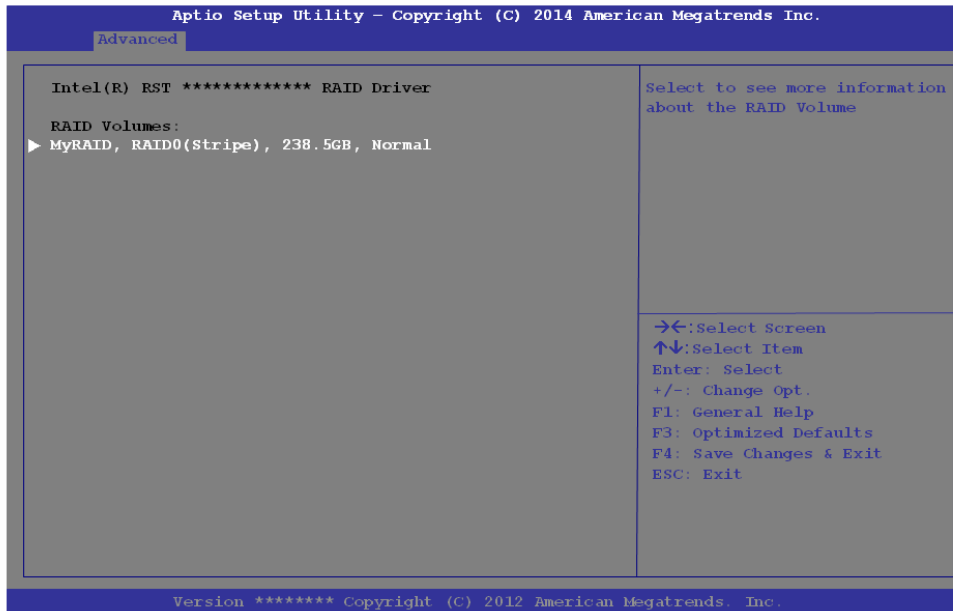 Aptio Setup Utility – Copyright (C) 2014 American Megatrends Inc.
Advanced
Intel(R) RST ************* RAID Driver
RAID Volumes:
▶ MyRAID, RAID0(Stripe), 238.5GB, Normal
Select to see more information
about the RAID Volume
→←:Select Screen
↑↓:Select Item
Enter: Select
+/-: Change Opt.
F1: General Help
F3: Optimized Defaults
F4: Save Changes & Exit
ESC: Exit
Version ******** Copyright (C) 2012 American Megatrends. Inc.